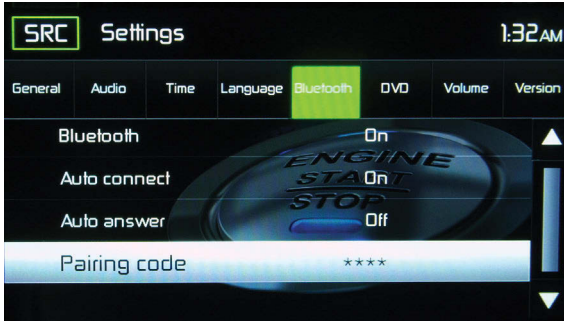 SRC Settings 1:32AM
General Audio Time Language Bluetooth DVD Volume Version
Bluetooth On
ENGINE
Auto connect On
START
STOP
Auto answer Off
Pairing code ****